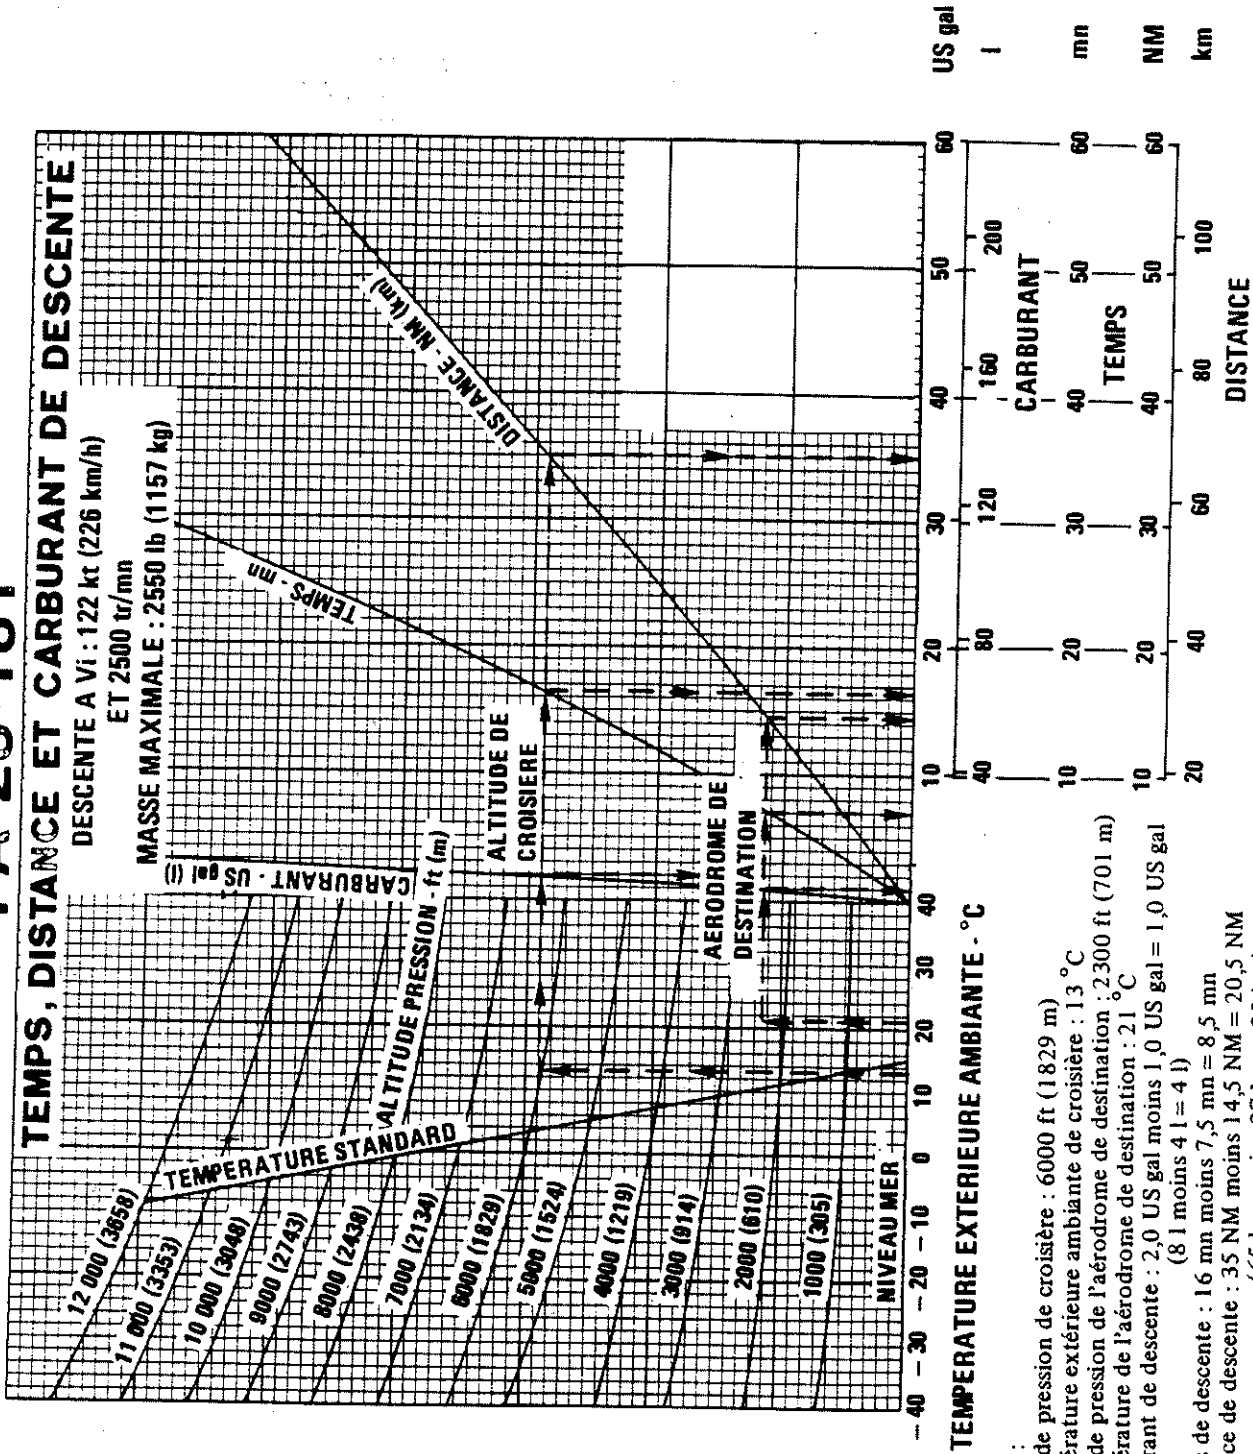 TEMPS, DISTANCE ET CARBURANT DE DESCENTE
DESCENTE A Vi : 122 kt (226 km/h)
ET 2500 tr/mn
MASSE MAXIMALE : 2550 lb (1157 kg)
CARBURANT - US gal (l)
TEMPS - mn
DISTANCE - NM (km)
ALTITUDE PRESSION - ft (m)
TEMPERATURE STANDARD
12 000 (3658)
11 000 (3353)
10 000 (3048)
9000 (2743)
8000 (2438)
7000 (2134)
6000 (1829)
5000 (1524)
4000 (1219)
3000 (914)
2000 (610)
1000 (305)
NIVEAU MER
ALTITUDE DE
CROISIERE
AERODROME DE
DESTINATION
– 40 – 30 – 20 – 10 0 10 20 30 40
TEMPERATURE EXTERIEURE AMBIANTE - °C
10 20 30 40 50 60 US gal
40 80 120 160 200 l
CARBURANT
10 20 30 40 50 60 mn
TEMPS
10 20 30 40 50 60 NM
20 40 60 80 100 km
DISTANCE
:
de pression de croisière : 6000 ft (1829 m)
érature extérieure ambiante de croisière : 13 °C
de pression de l'aérodrome de destination : 2300 ft (701 m)
érature de l'aérodrome de destination : 21 °C
rant de descente : 2,0 US gal moins 1,0 US gal = 1,0 US gal
(8 l moins 4 l = 4 l)
s de descente : 16 mn moins 7,5 mn = 8,5 mn
ce de descente : 35 NM moins 14,5 NM = 20,5 NM